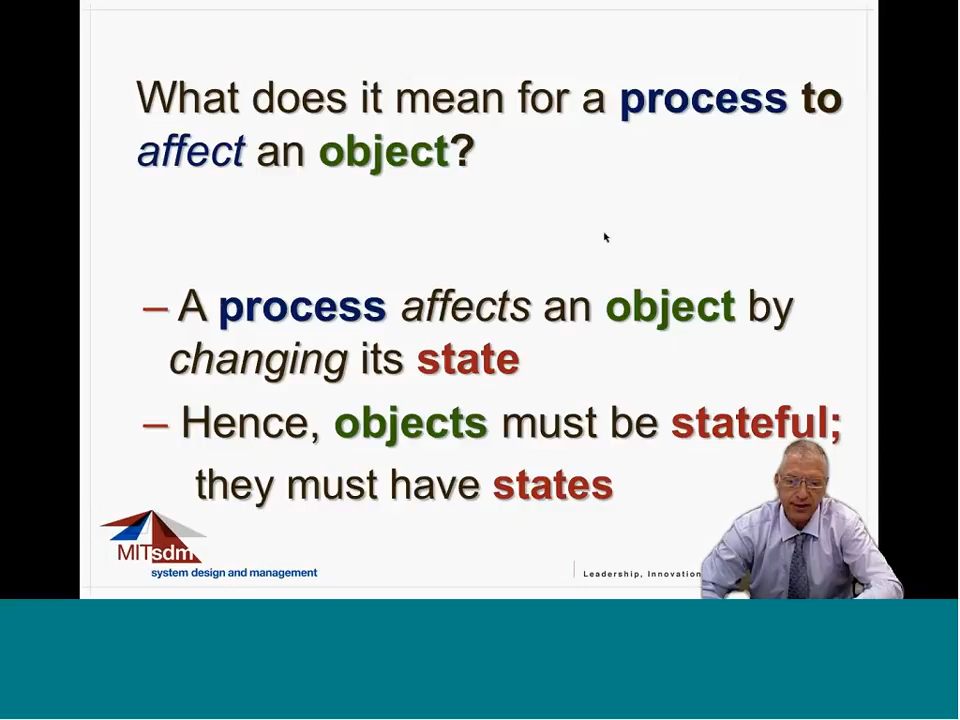 What does it mean for a process to
affect an object?
– A process affects an object by
changing its state
– Hence, objects must be stateful;
they must have states
MITsdm
system design and management
Leadership, Innovation